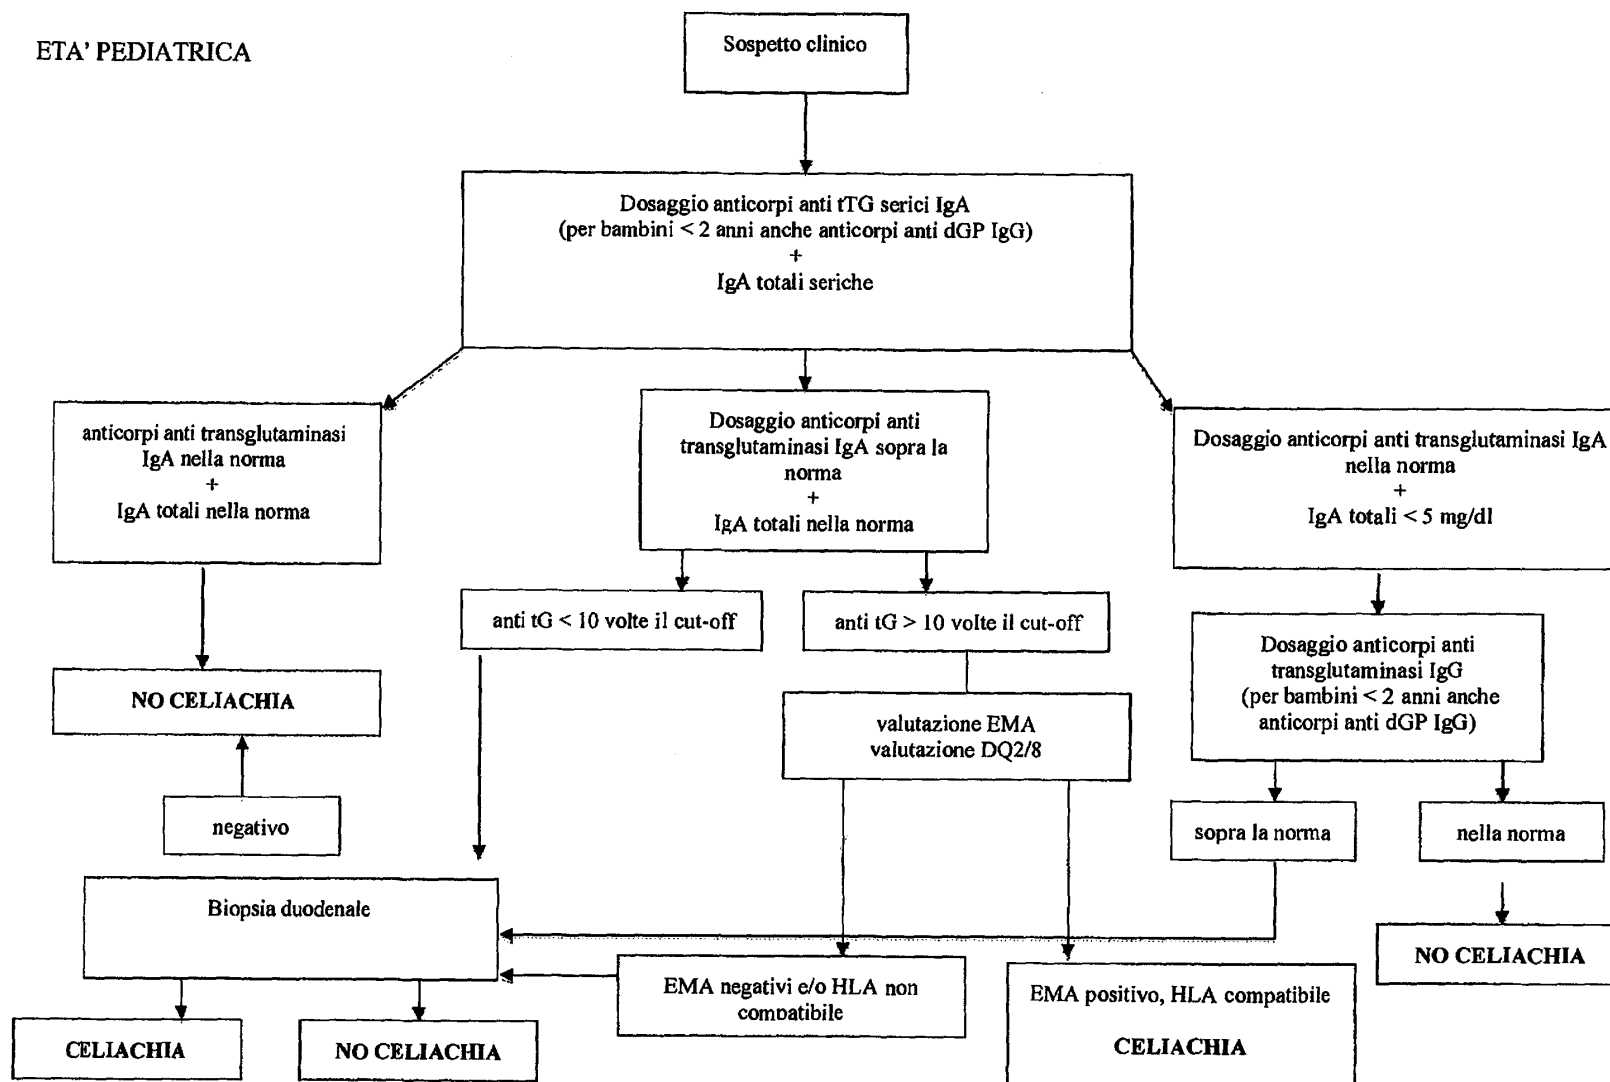 ETA' PEDIATRICA
Sospetto clinico
Dosaggio anticorpi anti tTG serici IgA
(per bambini < 2 anni anche anticorpi anti dGP IgG)
+
IgA totali seriche
anticorpi anti transglutaminasi
IgA nella norma
+
IgA totali nella norma
Dosaggio anticorpi anti
transglutaminasi IgA sopra la
norma
+
IgA totali nella norma
Dosaggio anticorpi anti transglutaminasi IgA
nella norma
+
IgA totali < 5 mg/dl
anti tG < 10 volte il cut-off
anti tG > 10 volte il cut-off
Dosaggio anticorpi anti
transglutaminasi IgG
(per bambini < 2 anni anche
anticorpi anti dGP IgG)
NO CELIACHIA
valutazione EMA
valutazione DQ2/8
negativo
sopra la norma
nella norma
Biopsia duodenale
NO CELIACHIA
EMA negativi e/o HLA non
compatibile
EMA positivo, HLA compatibile
CELIACHIA
CELIACHIA
NO CELIACHIA